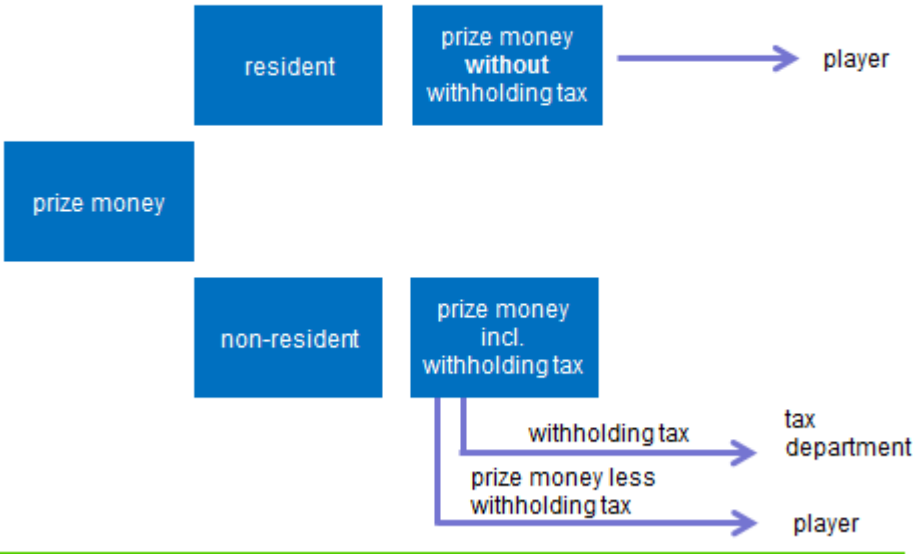 resident
prize money
without
withholding tax
player
prize money
non-resident
prize money
incl.
withholding tax
withholding tax
tax
department
prize money less
withholding tax
player